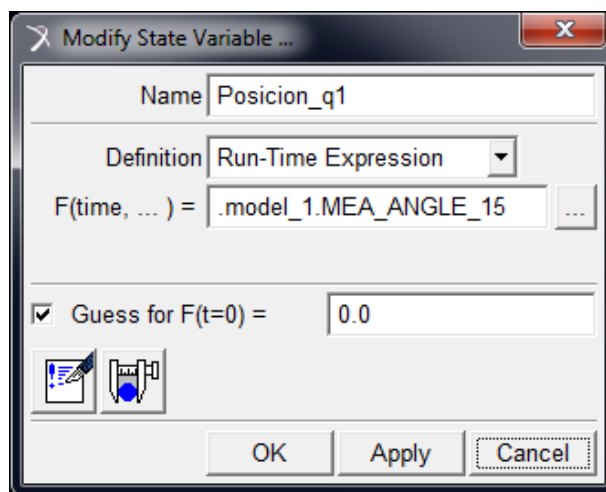 Modify State Variable ...
Name Posicion_q1
Definition Run-Time Expression
F(time, ... ) = .model_1.MEA_ANGLE_15 ...
Guess for F(t=0) = 0.0
OK Apply Cancel